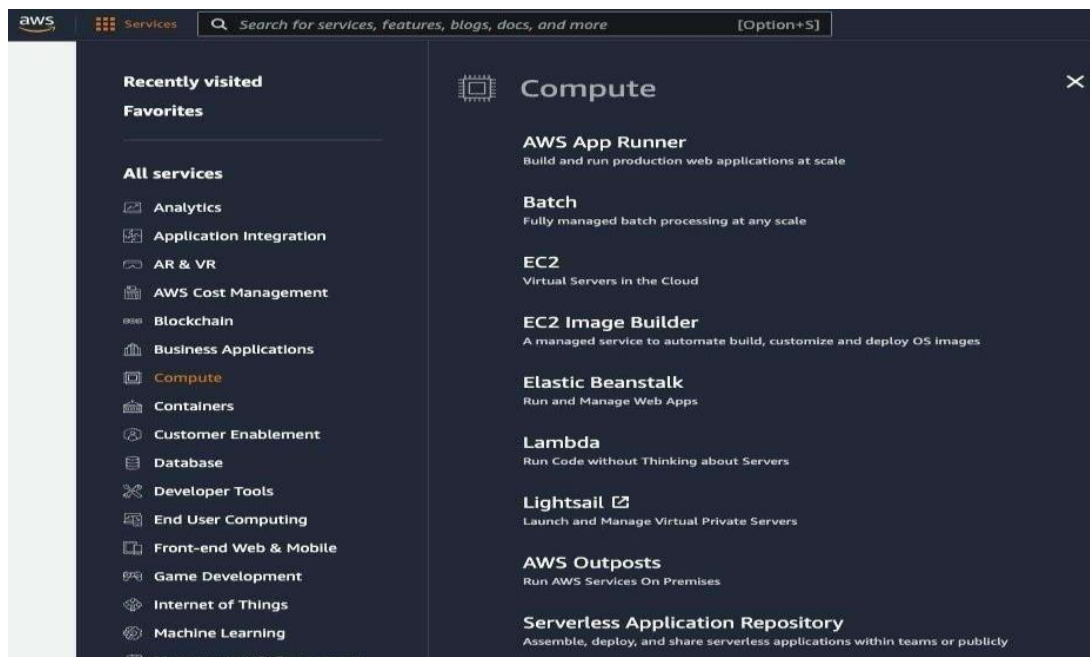 aws
Services
Search for services, features, blogs, docs, and more
[Option+S]
Recently visited
Favorites
All services
Analytics
Application Integration
AR & VR
AWS Cost Management
Blockchain
Business Applications
Compute
Containers
Customer Enablement
Database
Developer Tools
End User Computing
Front-end Web & Mobile
Game Development
Internet of Things
Machine Learning
Compute
AWS App Runner
Build and run production web applications at scale
Batch
Fully managed batch processing at any scale
EC2
Virtual Servers in the Cloud
EC2 Image Builder
A managed service to automate build, customize and deploy OS images
Elastic Beanstalk
Run and Manage Web Apps
Lambda
Run Code without Thinking about Servers
Lightsail
Launch and Manage Virtual Private Servers
AWS Outposts
Run AWS Services On Premises
Serverless Application Repository
Assemble, deploy, and share serverless applications within teams or publicly